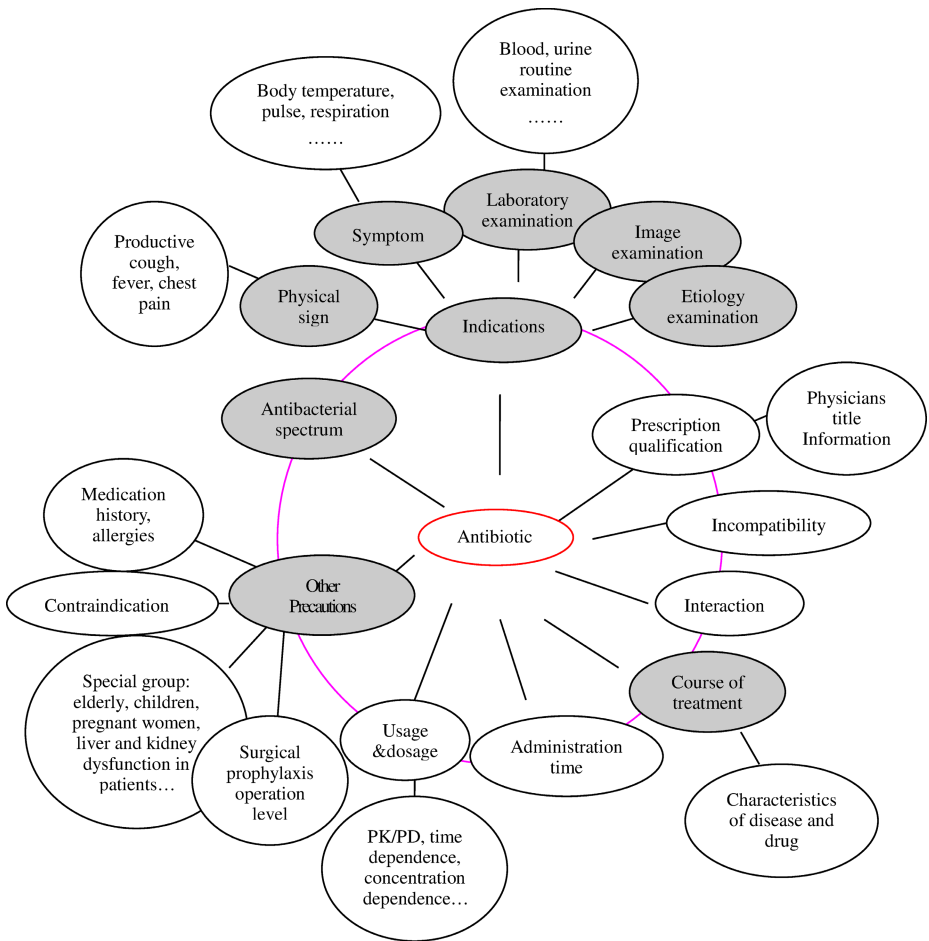 Blood, urine
routine
examination
……
Body temperature,
pulse, respiration
……
Laboratory
examination
Symptom
Image
examination
Productive
cough,
fever, chest
pain
Physical
sign
Indications
Etiology
examination
Antibacterial
spectrum
Prescription
qualification
Physicians
title
Information
Medication
history,
allergies
Antibiotic
Incompatibility
Other
Precautions
Contraindication
Interaction
Special group:
elderly, children,
pregnant women,
liver and kidney
dysfunction in
patients…
Course of
treatment
Surgical
prophylaxis
operation
level
Usage
&dosage
Administration
time
Characteristics
of disease and
drug
PK/PD, time
dependence,
concentration
dependence…